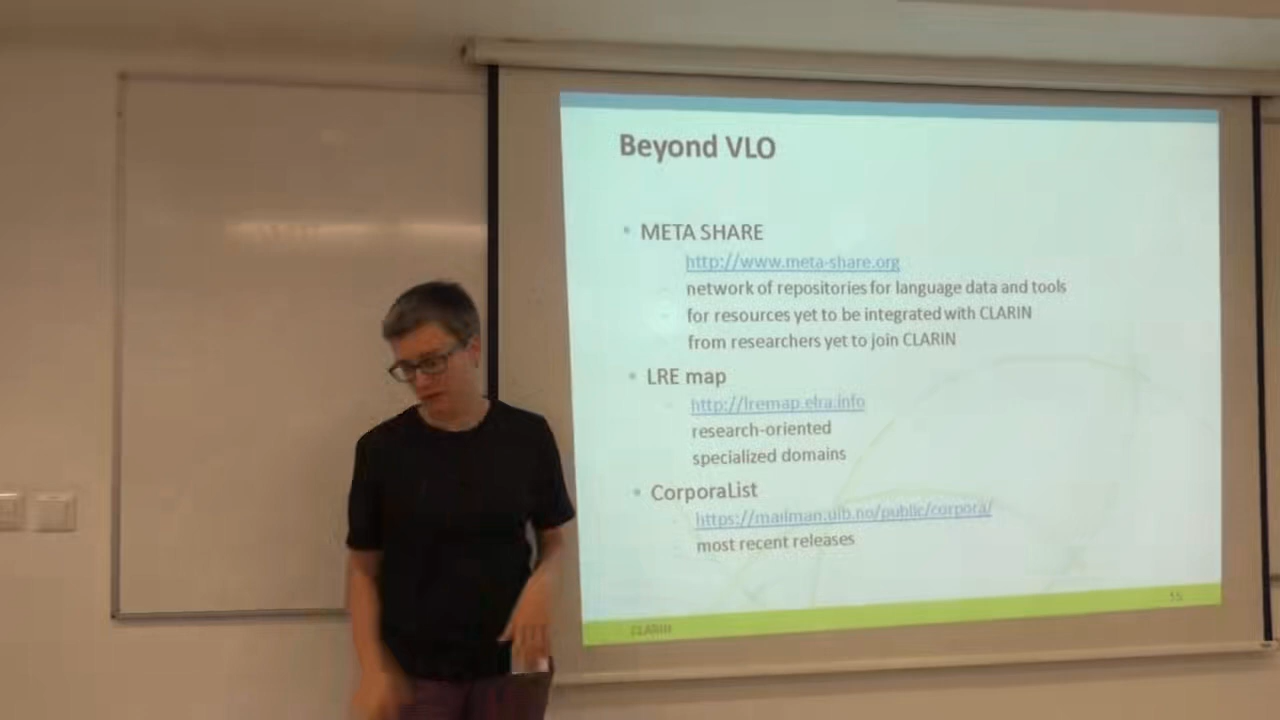 Beyond VLO
• META SHARE
http://www.meta-share.org
network of repositories for language data and tools
for resources yet to be integrated with CLARIN
from researchers yet to join CLARIN
• LRE map
http://lremap.elra.info
research-oriented
specialized domains
• CorporaList
https://mailman.uib.no/public/corpora/
most recent releases
CLARIN